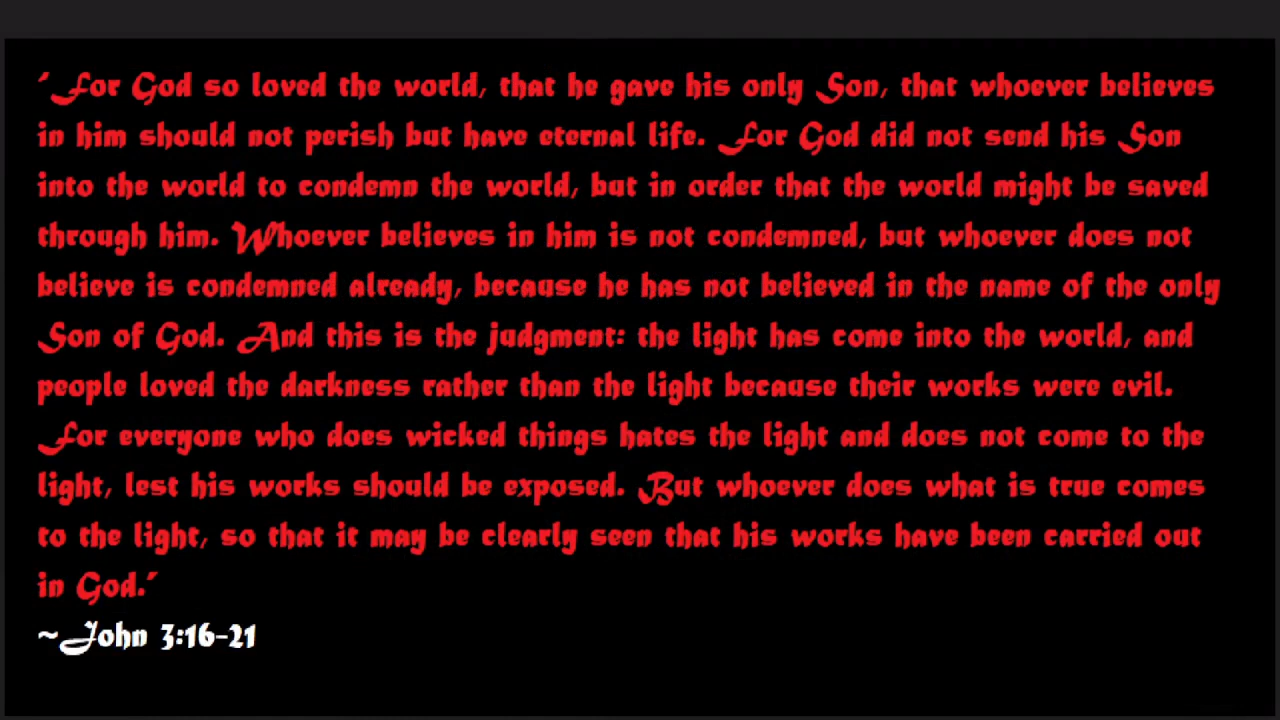 "For God so loved the world, that he gave his only Son, that whoever believes
in him should not perish but have eternal life. For God did not send his Son
into the world to condemn the world, but in order that the world might be saved
through him. Whoever believes in him is not condemned, but whoever does not
believe is condemned already, because he has not believed in the name of the only
Son of God. And this is the judgment: the light has come into the world, and
people loved the darkness rather than the light because their works were evil.
For everyone who does wicked things hates the light and does not come to the
light, lest his works should be exposed. But whoever does what is true comes
to the light, so that it may be clearly seen that his works have been carried out
in God."
~John 3:16-21